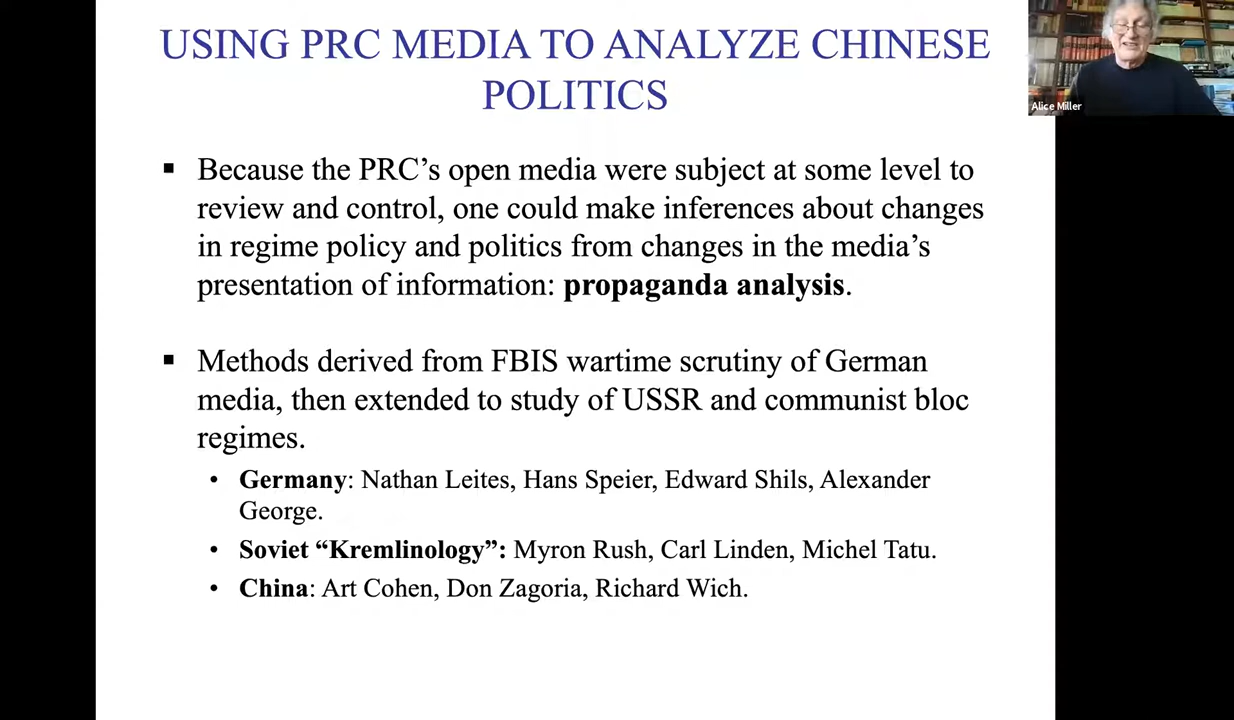 USING PRC MEDIA TO ANALYZE CHINESE
POLITICS
Alice Miller
▪ Because the PRC’s open media were subject at some level to
review and control, one could make inferences about changes
in regime policy and politics from changes in the media’s
presentation of information: propaganda analysis.
▪ Methods derived from FBIS wartime scrutiny of German
media, then extended to study of USSR and communist bloc
regimes.
• Germany: Nathan Leites, Hans Speier, Edward Shils, Alexander
George.
• Soviet “Kremlinology”: Myron Rush, Carl Linden, Michel Tatu.
• China: Art Cohen, Don Zagoria, Richard Wich.